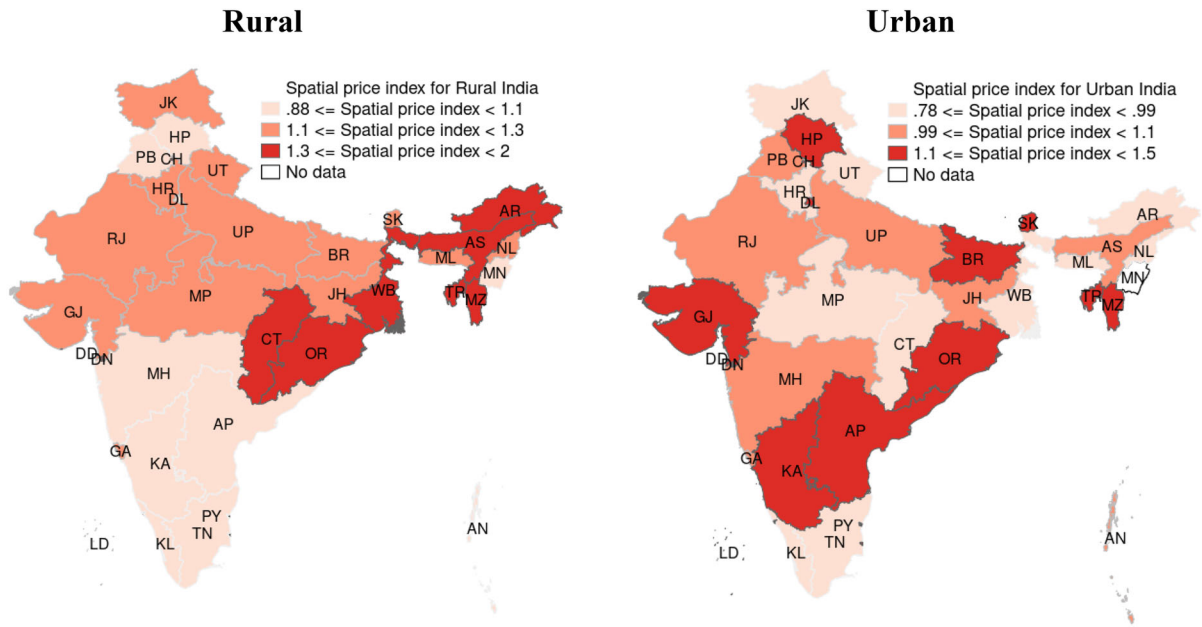 Rural
Spatial price index for Rural India
.88 <= Spatial price index < 1.1
1.1 <= Spatial price index < 1.3
1.3 <= Spatial price index < 2
No data
JK
HP
PB
CH
UT
HR
DL
RJ
UP
BR
SK
AR
AS
NL
ML
MN
TR
MZ
WB
JH
MP
GJ
CT
OR
DD
DN
MH
AP
GA
KA
PY
TN
KL
LD
AN
Urban
Spatial price index for Urban India
.78 <= Spatial price index < .99
.99 <= Spatial price index < 1.1
1.1 <= Spatial price index < 1.5
No data
JK
HP
PB
CH
UT
HR
DL
RJ
UP
BR
SK
AR
AS
NL
ML
MN
TR
MZ
WB
JH
MP
GJ
CT
OR
DD
DN
MH
AP
GA
KA
PY
TN
KL
LD
AN